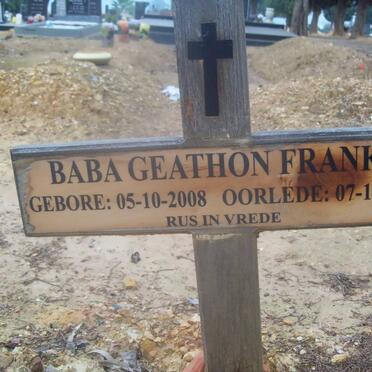 BABA GEATHON FRANK
GEBORE: 05-10-2008 OORLEDE: 07-1
RUS IN VREDE